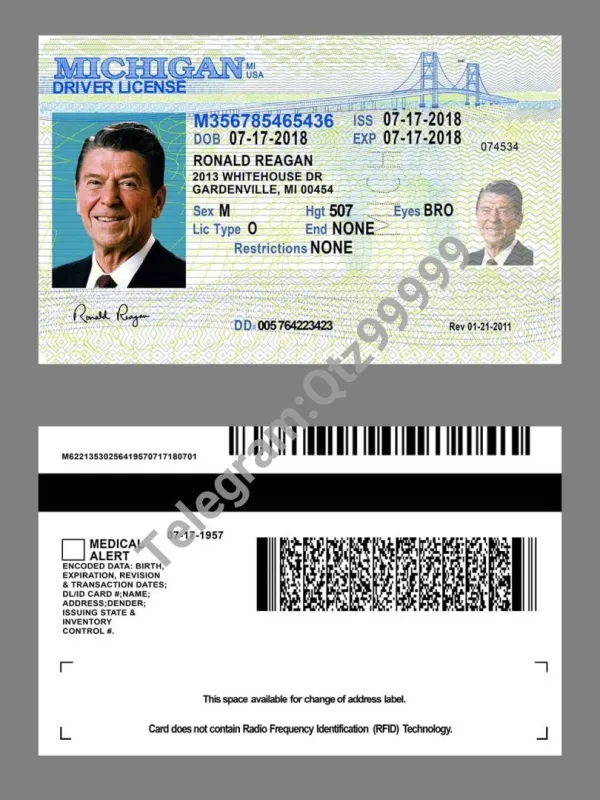 MICHIGAN MI
USA
DRIVER LICENSE
M356785465436 ISS 07-17-2018
DOB 07-17-2018 EXP 07-17-2018
074534
RONALD REAGAN
2013 WHITEHOUSE DR
GARDENVILLE, MI 00454
Sex M Hgt 507 Eyes BRO
Lic Type O End NONE
Restrictions NONE
Ronald Reagan
DD: 005764223423
Rev 01-21-2011
Telegram:Qtz99999
M62213530256419570717180701
07-17-1957
MEDICAL
ALERT
ENCODED DATA: BIRTH,
EXPIRATION, REVISION
& TRANSACTION DATES;
DL/ID CARD #;NAME;
ADDRESS;DENDER;
ISSUING STATE &
INVENTORY
CONTROL #.
This space available for change of address label.
Card does not contain Radio Frequency Identification (RFID) Technology.